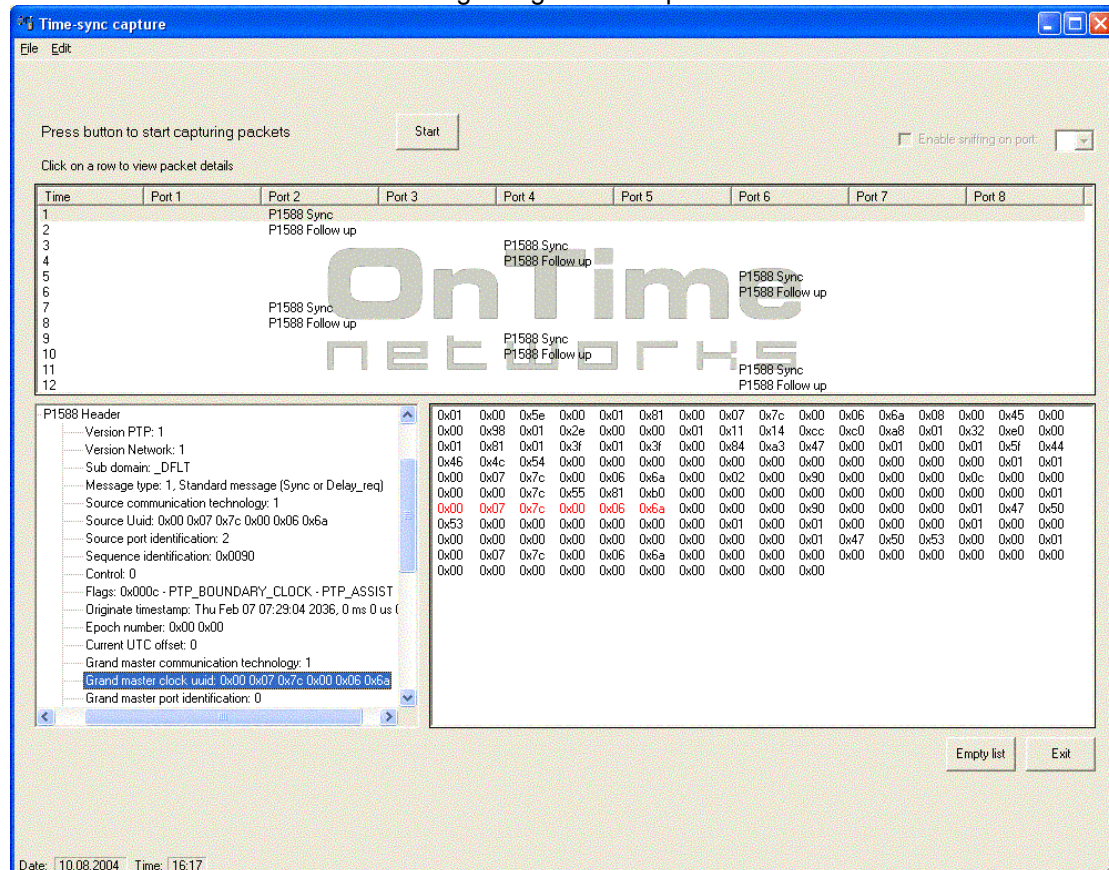 Time-sync capture
File Edit
Press button to start capturing packets
Start
Enable sniffing on port:
Click on a row to view packet details
Time Port 1 Port 2 Port 3 Port 4 Port 5 Port 6 Port 7 Port 8
1 P1588 Sync
2 P1588 Follow up
3 P1588 Sync
4 P1588 Follow up
5 P1588 Sync
6 P1588 Follow up
7 P1588 Sync
8 P1588 Follow up
9 P1588 Sync
10 P1588 Follow up
11 P1588 Sync
12 P1588 Follow up
OnTime
networks
P1588 Header
Version PTP: 1
Version Network: 1
Sub domain: _DFLT
Message type: 1, Standard message (Sync or Delay_req)
Source communication technology: 1
Source Uuid: 0x00 0x07 0x7c 0x00 0x06 0x6a
Source port identification: 2
Sequence identification: 0x0090
Control: 0
Flags: 0x000c - PTP_BOUNDARY_CLOCK - PTP_ASSIST
Originate timestamp: Thu Feb 07 07:29:04 2036, 0 ms 0 us
Epoch number: 0x00 0x00
Current UTC offset: 0
Grand master communication technology: 1
Grand master clock uuid: 0x00 0x07 0x7c 0x00 0x06 0x6a
Grand master port identification: 0
0x01 0x00 0x5e 0x00 0x01 0x81 0x00 0x07 0x7c 0x00 0x06 0x6a 0x08 0x00 0x45 0x00
0x00 0x98 0x01 0x2e 0x00 0x00 0x01 0x11 0x14 0xcc 0xc0 0xa8 0x01 0x32 0xe0 0x00
0x01 0x81 0x01 0x3f 0x01 0x3f 0x00 0x84 0xa3 0x47 0x00 0x01 0x00 0x01 0x5f 0x44
0x46 0x4c 0x54 0x00 0x00 0x00 0x00 0x00 0x00 0x00 0x00 0x00 0x00 0x00 0x01 0x01
0x00 0x07 0x7c 0x00 0x06 0x6a 0x00 0x02 0x00 0x90 0x00 0x00 0x00 0x0c 0x00 0x00
0x00 0x00 0x7c 0x55 0x81 0xb0 0x00 0x00 0x00 0x00 0x00 0x00 0x00 0x00 0x00 0x01
0x00 0x07 0x7c 0x00 0x06 0x6a 0x00 0x00 0x00 0x90 0x00 0x00 0x00 0x01 0x47 0x50
0x53 0x00 0x00 0x00 0x00 0x00 0x00 0x01 0x00 0x01 0x00 0x00 0x00 0x01 0x00 0x00
0x00 0x00 0x00 0x00 0x00 0x00 0x00 0x00 0x00 0x01 0x47 0x50 0x53 0x00 0x00 0x01
0x00 0x07 0x7c 0x00 0x06 0x6a 0x00 0x00 0x00 0x00 0x00 0x00 0x00 0x00 0x00 0x00
0x00 0x00 0x00 0x00 0x00 0x00 0x00 0x00 0x00 0x00
Empty list Exit
Date: 10.08.2004 Time: 16:17